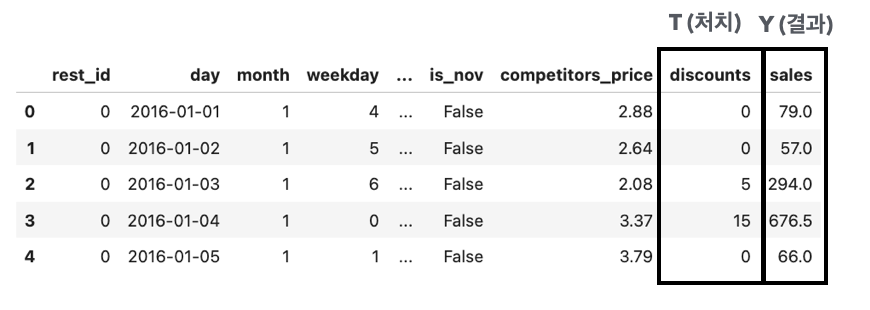 T (처치) Y (결과)
rest_id day month weekday ... is_nov competitors_price discounts sales
0 0 2016-01-01 1 4 ... False 2.88 0 79.0
1 0 2016-01-02 1 5 ... False 2.64 0 57.0
2 0 2016-01-03 1 6 ... False 2.08 5 294.0
3 0 2016-01-04 1 0 ... False 3.37 15 676.5
4 0 2016-01-05 1 1 ... False 3.79 0 66.0